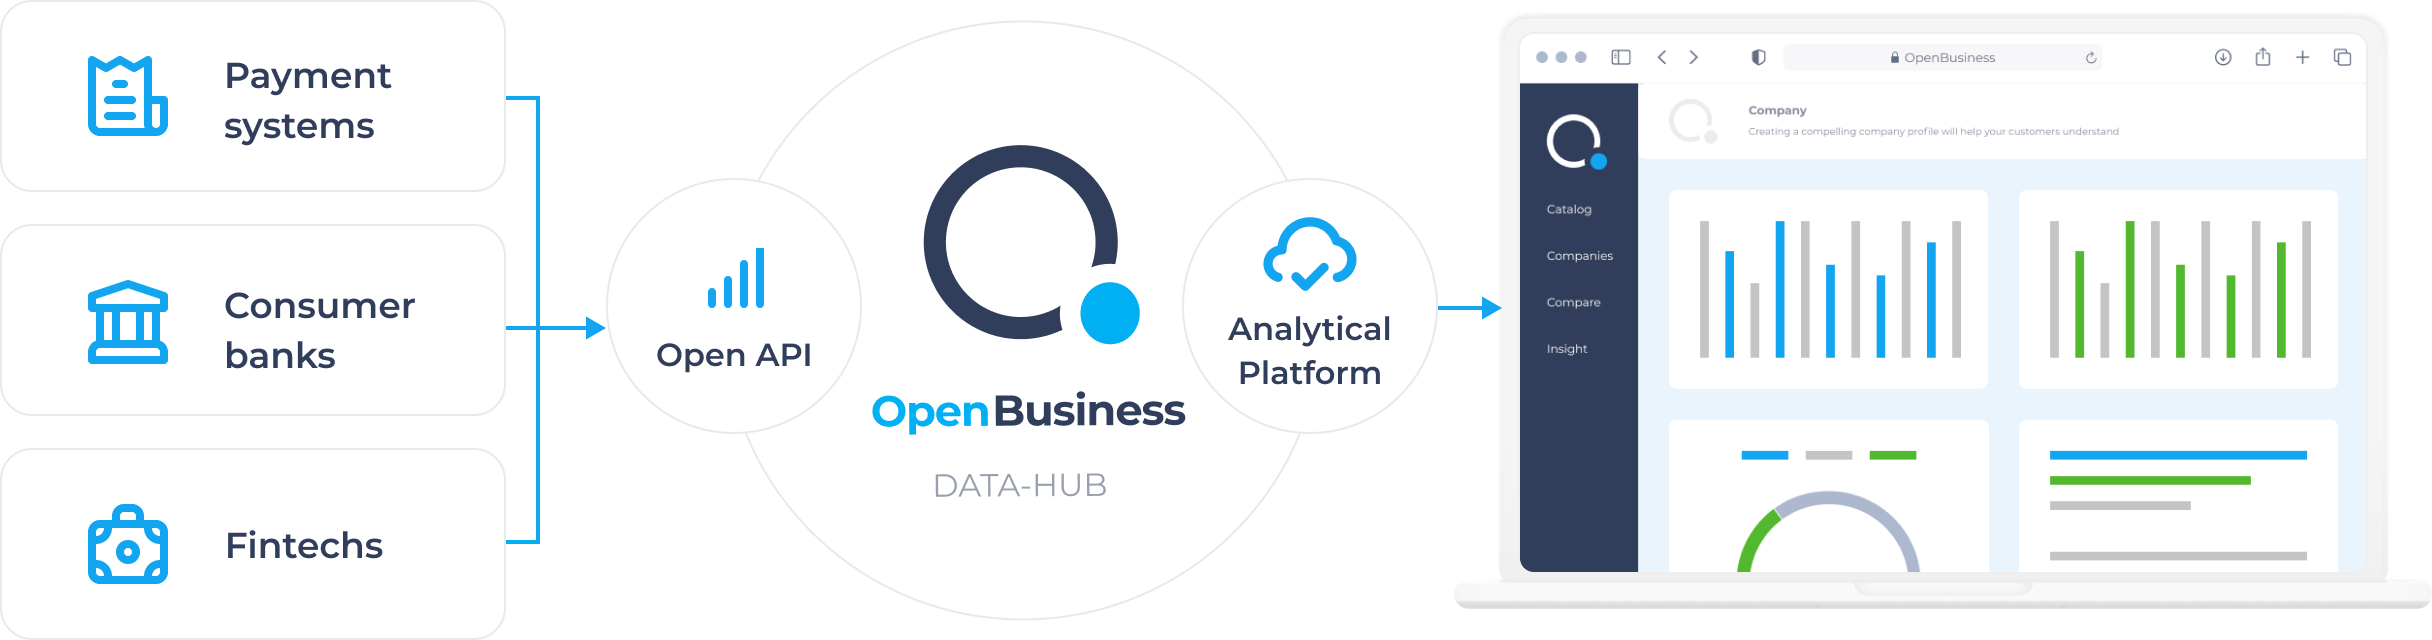 Payment
systems
Consumer
banks
Fintechs
Open API
OpenBusiness
DATA-HUB
Analytical
Platform
OpenBusiness
Company
Creating a compelling company profile will help your customers understand
Catalog
Companies
Compare
Insight